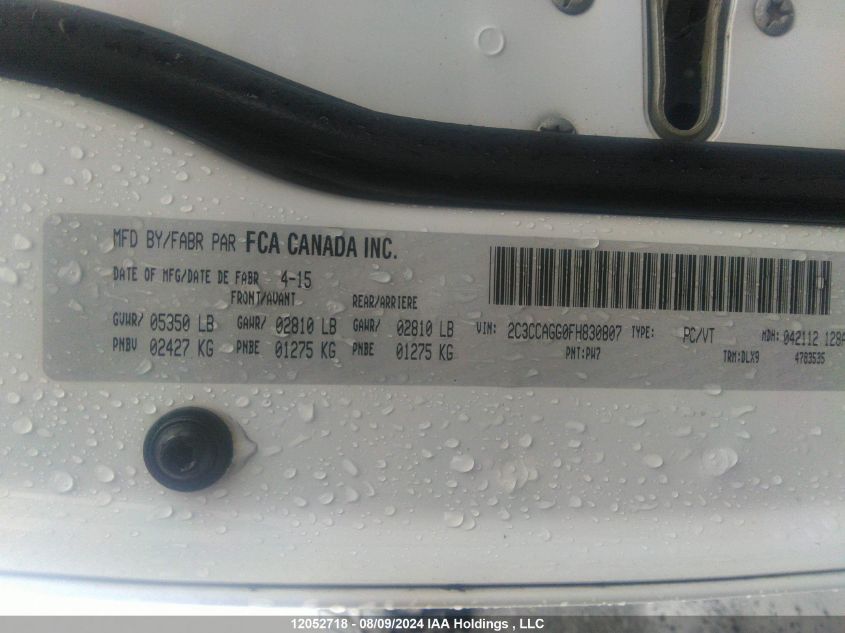 MFD BY/FABR PAR FCA CANADA INC.
DATE OF MFG/DATE DE FABR 4-15
FRONT/AVANT REAR/ARRIERE
GVWR/ 05350 LB GAWR/ 02810 LB GAWR/ 02810 LB
PNBV 02427 KG PNBE 01275 KG PNBE 01275 KG
VIN: 2C3CCAGG0FH830807 TYPE: PC/VT MDH: 042112 128A
PNT:PW7 TRM:DLX9 4783535
12052718 - 08/09/2024 IAA Holdings , LLC